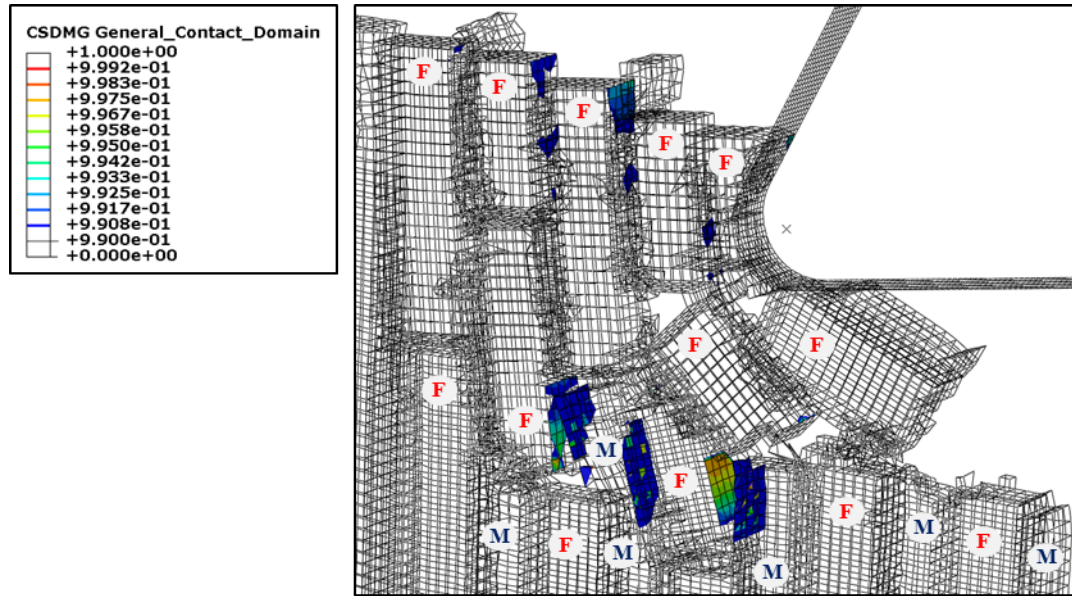 CSDMG General_Contact_Domain
+1.000e+00
+9.992e-01
+9.983e-01
+9.975e-01
+9.967e-01
+9.958e-01
+9.950e-01
+9.942e-01
+9.933e-01
+9.925e-01
+9.917e-01
+9.908e-01
+9.900e-01
+0.000e+00
F
F
F
F
F
F
F
F
F
M
F
F
M
F
M
F
M
M
M